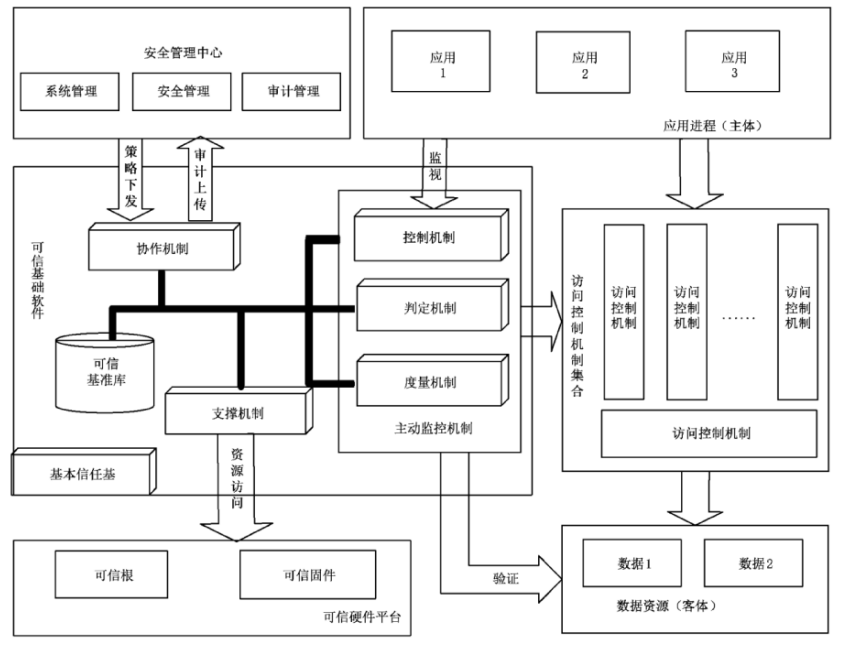 安全管理中心
系统管理
安全管理
审计管理
应用
1
应用
2
应用
3
应用进程（主体）
策略下发
审计上传
监视
可信基础软件
协作机制
可信
基准库
支撑机制
基本信任基
控制机制
判定机制
度量机制
主动监控机制
访问控制机制集合
访问
控制
机制
访问
控制
机制
......
访问
控制
机制
访问控制机制
资源访问
可信根
可信固件
可信硬件平台
验证
数据1
数据2
数据资源（客体）